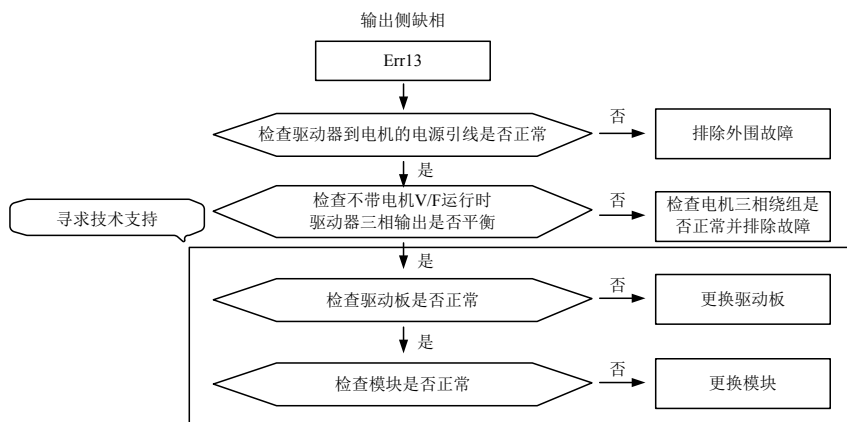 输出侧缺相
Err13
检查驱动器到电机的电源引线是否正常
否
排除外围故障
是
寻求技术支持
检查不带电机V/F运行时
驱动器三相输出是否平衡
否
检查电机三相绕组是
否正常并排除故障
是
检查驱动板是否正常
否
更换驱动板
是
检查模块是否正常
否
更换模块